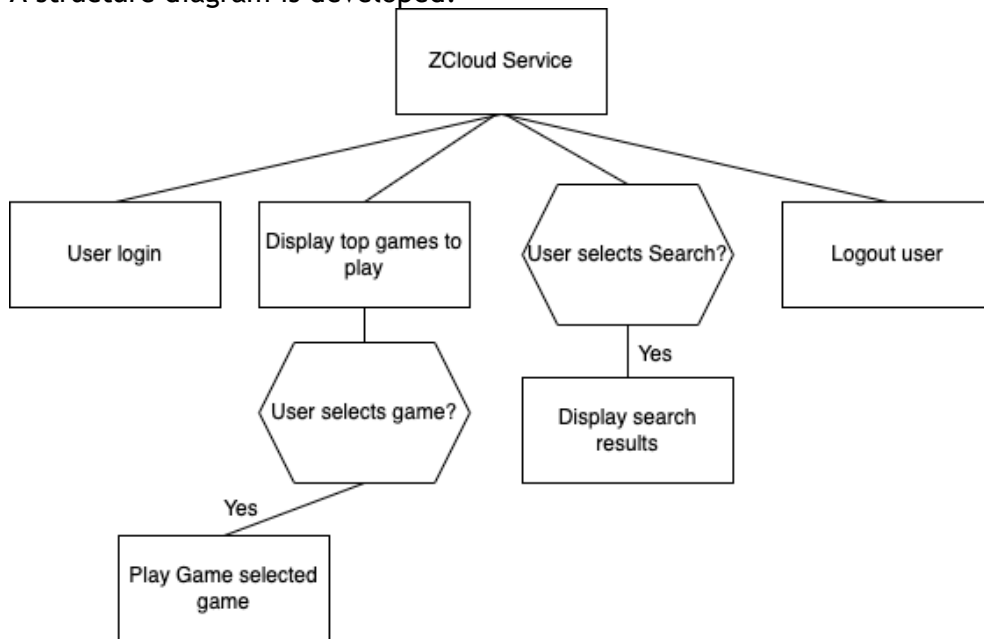 A structure diagram is developed.
ZCloud Service
User login
Display top games to
play
User selects Search?
Logout user
Yes
User selects game?
Display search
results
Yes
Play Game selected
game